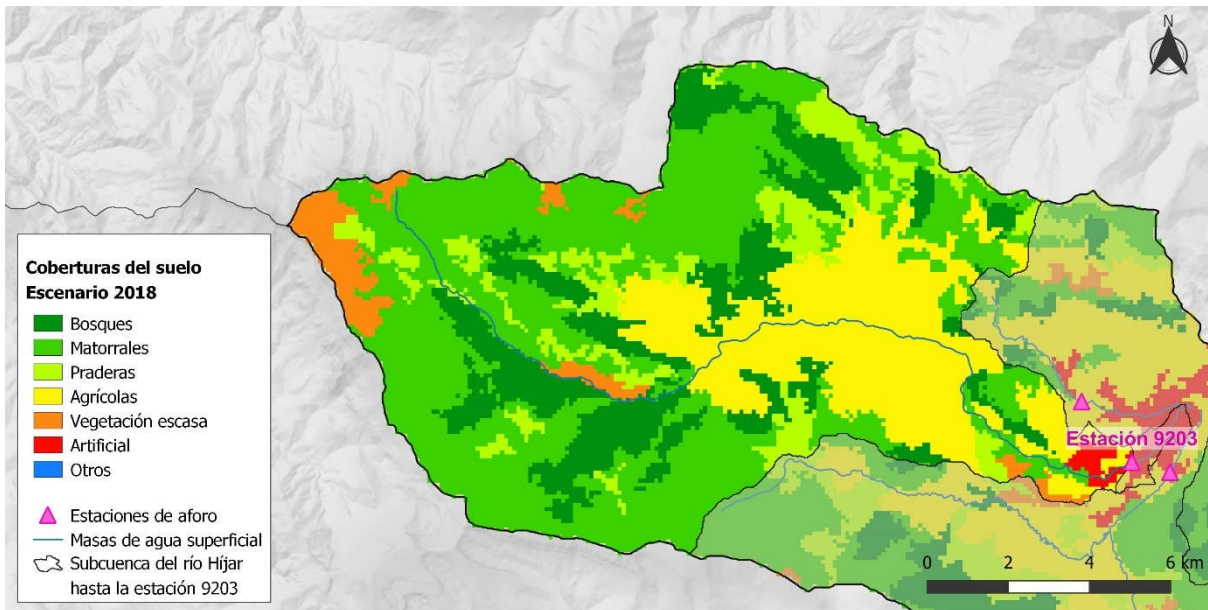 N
Coberturas del suelo
Escenario 2018
Bosques
Matorrales
Praderas
Agrícolas
Vegetación escasa
Artificial
Otros
Estaciones de aforo
Masas de agua superficial
Subcuenca del río Híjar
hasta la estación 9203
Estación 9203
0 2 4 6 km